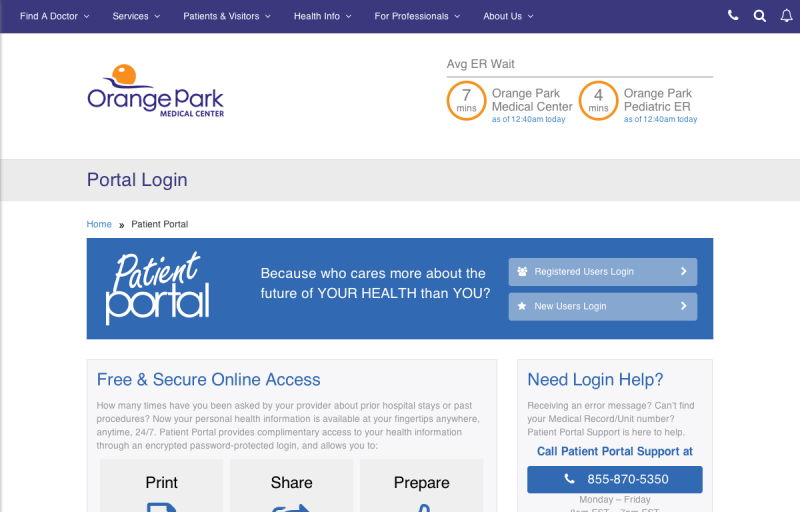 Find A Doctor Services Patients & Visitors Health Info For Professionals About Us
Orange Park
MEDICAL CENTER
Avg ER Wait
7
mins
Orange Park
Medical Center
as of 12:40am today
4
mins
Orange Park
Pediatric ER
as of 12:40am today
Portal Login
Home » Patient Portal
Patient
portal
Because who cares more about the
future of YOUR HEALTH than YOU?
Registered Users Login
New Users Login
Free & Secure Online Access
How many times have you been asked by your provider about prior hospital stays or past
procedures? Now your personal health information is available at your fingertips anywhere,
anytime, 24/7. Patient Portal provides complimentary access to your health information
through an encrypted password-protected login, and allows you to:
Print
Share
Prepare
Need Login Help?
Receiving an error message? Can't find
your Medical Record/Unit number?
Patient Portal Support is here to help.
Call Patient Portal Support at
855-870-5350
Monday – Friday